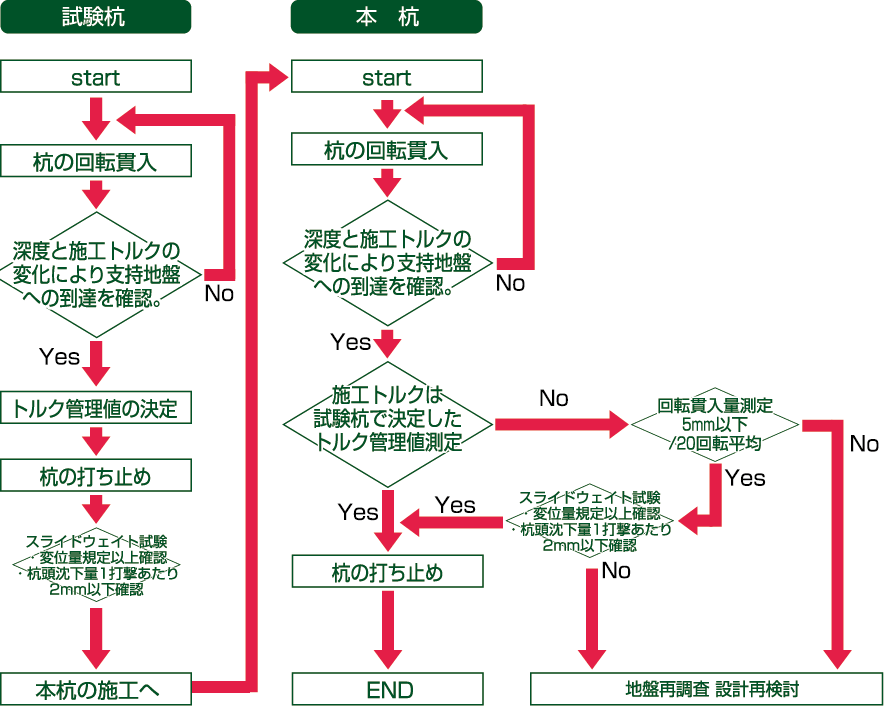 試験杭
start
杭の回転貫入
深度と施工トルクの
変化により支持地盤
への到達を確認。
No
Yes
トルク管理値の決定
杭の打ち止め
スライドウェイト試験
・変位量規定以上確認
・杭頭沈下量1打撃あたり
2mm以下確認
本杭の施工へ
本 杭
start
杭の回転貫入
深度と施工トルクの
変化により支持地盤
への到達を確認。
No
Yes
施工トルクは
試験杭で決定した
トルク管理値測定
No
Yes
回転貫入量測定
5mm以下
/20回転平均
No
Yes
スライドウェイト試験
・変位量規定以上確認
・杭頭沈下量1打撃あたり
2mm以下確認
Yes
No
杭の打ち止め
END
地盤再調査 設計再検討